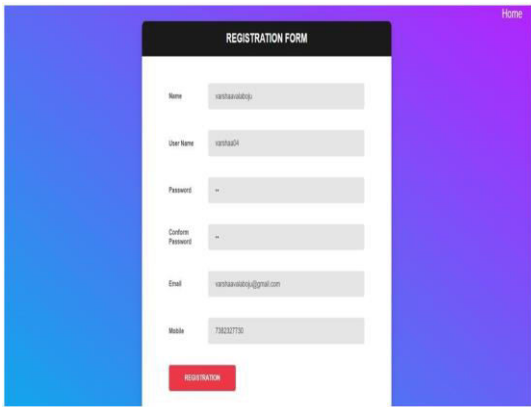 Home
REGISTRATION FORM
Name varshaavalaboju
User Name varshaa04
Password ••
Conform
Password ••
Email varshaavalaboju@gmail.com
Mobile 7382327730
REGISTRATION